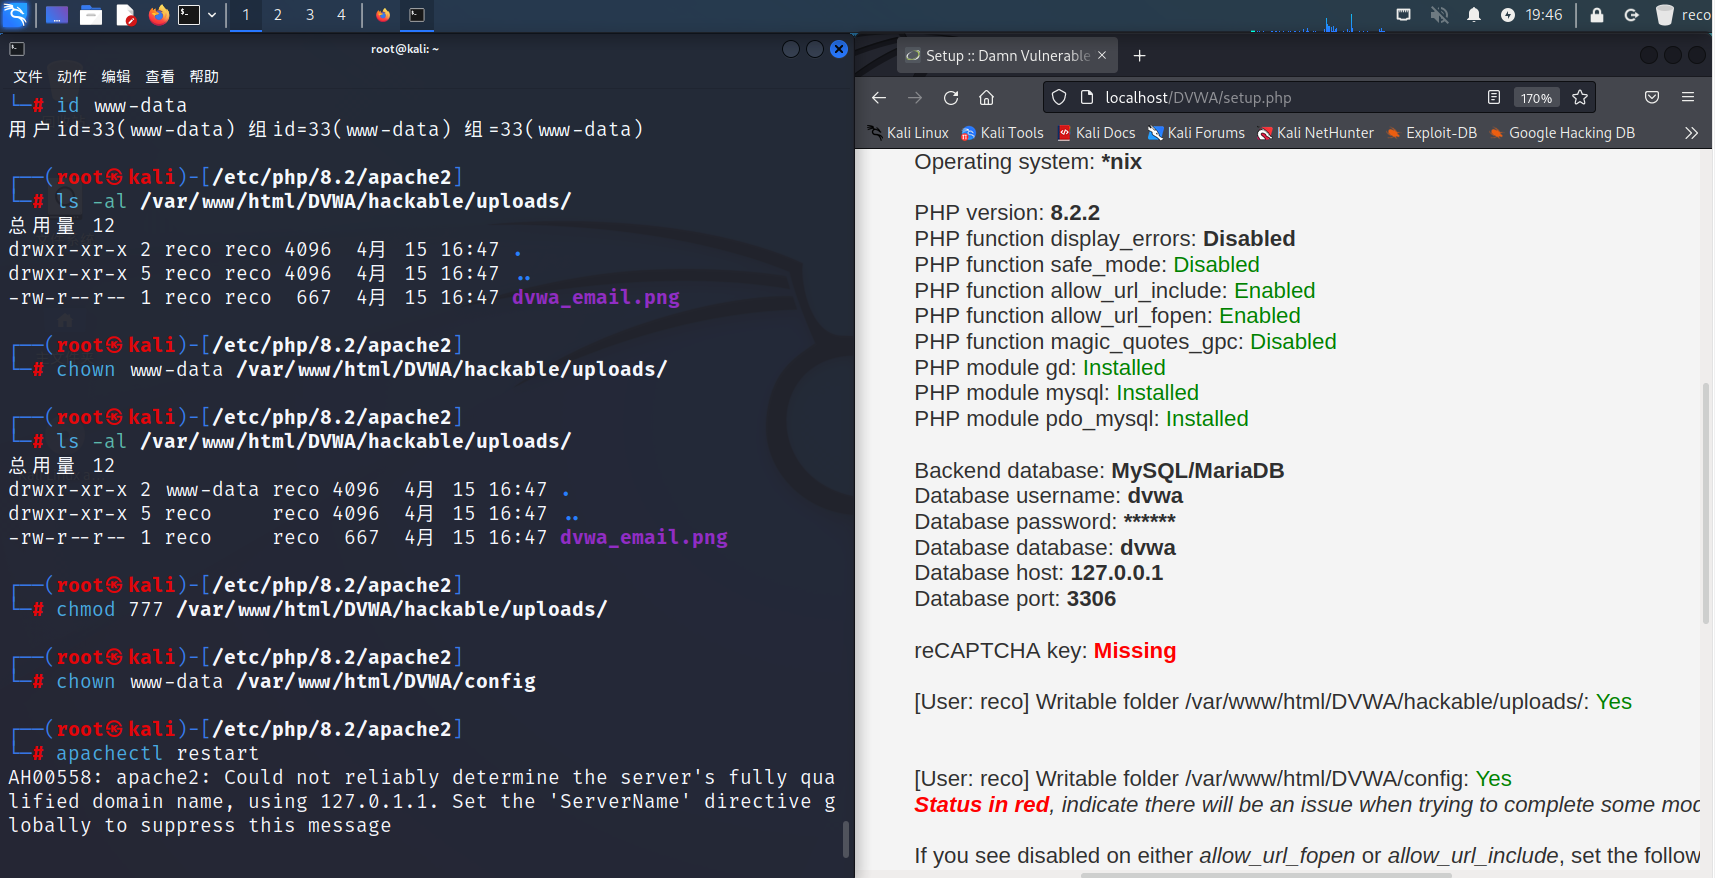 1 2 3 4
19:46
reco
root@kali: ~
文件 动作 编辑 查看 帮助
└─# id www-data
用户id=33(www-data) 组id=33(www-data) 组=33(www-data)
┌──(root㉿kali)-[/etc/php/8.2/apache2]
└─# ls -al /var/www/html/DVWA/hackable/uploads/
总用量 12
drwxr-xr-x 2 reco reco 4096  4月 15 16:47 .
drwxr-xr-x 5 reco reco 4096  4月 15 16:47 ..
-rw-r--r-- 1 reco reco  667  4月 15 16:47 dvwa_email.png
┌──(root㉿kali)-[/etc/php/8.2/apache2]
└─# chown www-data /var/www/html/DVWA/hackable/uploads/
┌──(root㉿kali)-[/etc/php/8.2/apache2]
└─# ls -al /var/www/html/DVWA/hackable/uploads/
总用量 12
drwxr-xr-x 2 www-data reco 4096  4月 15 16:47 .
drwxr-xr-x 5 reco     reco 4096  4月 15 16:47 ..
-rw-r--r-- 1 reco     reco  667  4月 15 16:47 dvwa_email.png
┌──(root㉿kali)-[/etc/php/8.2/apache2]
└─# chmod 777 /var/www/html/DVWA/hackable/uploads/
┌──(root㉿kali)-[/etc/php/8.2/apache2]
└─# chown www-data /var/www/html/DVWA/config
┌──(root㉿kali)-[/etc/php/8.2/apache2]
└─# apachectl restart
AH00558: apache2: Could not reliably determine the server's fully qua
lified domain name, using 127.0.1.1. Set the 'ServerName' directive g
lobally to suppress this message
Setup :: Damn Vulnerable
localhost/DVWA/setup.php
170%
Kali Linux Kali Tools Kali Docs Kali Forums Kali NetHunter Exploit-DB Google Hacking DB
Operating system: *nix
PHP version: 8.2.2
PHP function display_errors: Disabled
PHP function safe_mode: Disabled
PHP function allow_url_include: Enabled
PHP function allow_url_fopen: Enabled
PHP function magic_quotes_gpc: Disabled
PHP module gd: Installed
PHP module mysql: Installed
PHP module pdo_mysql: Installed
Backend database: MySQL/MariaDB
Database username: dvwa
Database password: ******
Database database: dvwa
Database host: 127.0.0.1
Database port: 3306
reCAPTCHA key: Missing
[User: reco] Writable folder /var/www/html/DVWA/hackable/uploads/: Yes
[User: reco] Writable folder /var/www/html/DVWA/config: Yes
Status in red, indicate there will be an issue when trying to complete some mod
If you see disabled on either allow_url_fopen or allow_url_include, set the follow